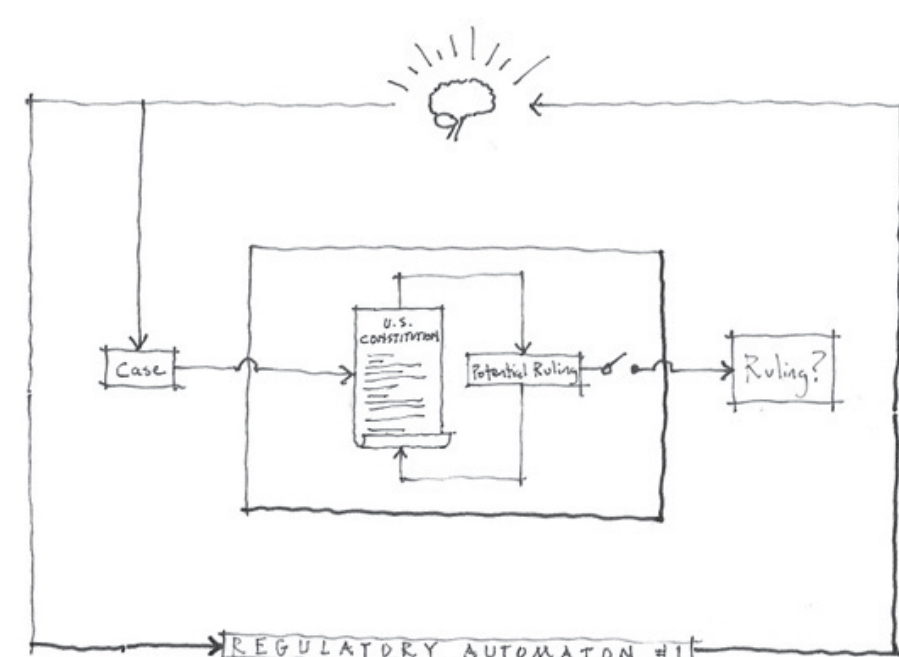 U.S.
CONSTITUTION
Case
Potential Ruling
Ruling?
REGULATORY AUTOMATON #1